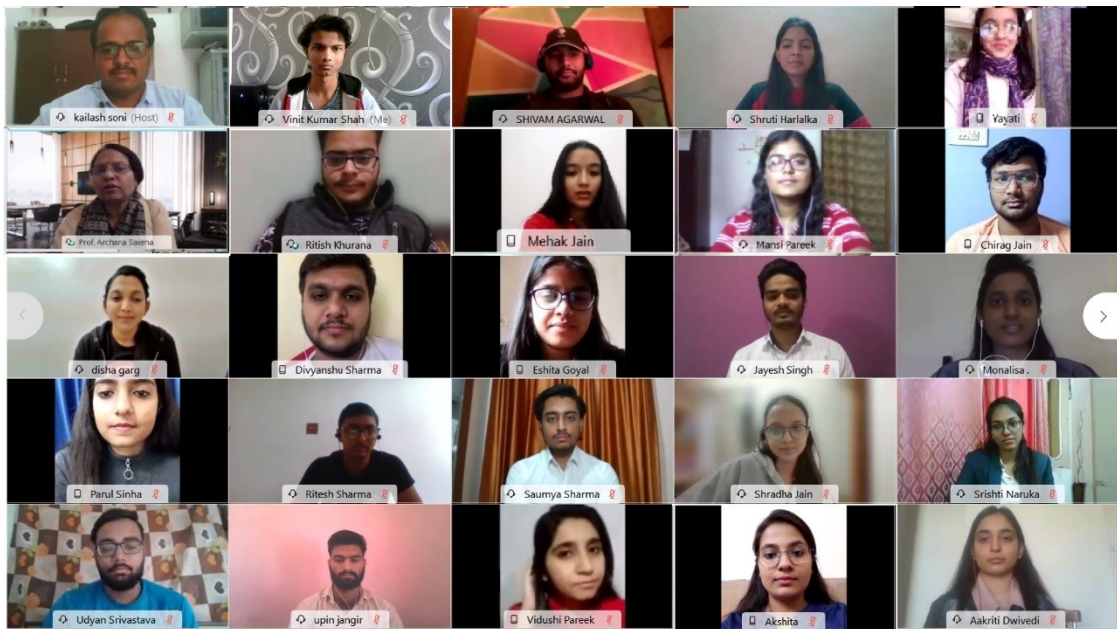 kailash soni (Host)
Vinit Kumar Shah (Me)
SHIVAM AGARWAL
Shruti Harlalka
Yayati
Prof. Archana Saxena
Ritish Khurana
Mehak Jain
Mansi Pareek
Chirag Jain
disha garg
Divyanshu Sharma
Eshita Goyal
Jayesh Singh
Monalisa .
Parul Sinha
Ritesh Sharma
Saumya Sharma
Shradha Jain
Srishti Naruka
Udyan Srivastava
upin jangir
Vidushi Pareek
Akshita
Aakriti Dwivedi